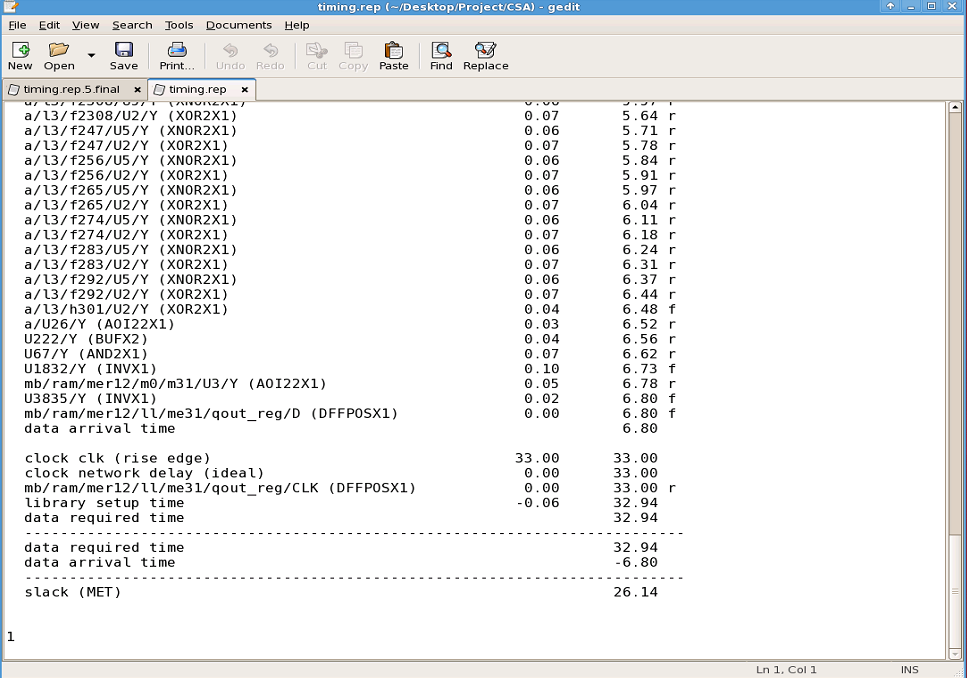 timing.rep (~/Desktop/Project/CSA) - gedit
File Edit View Search Tools Documents Help
New Open Save Print... Undo Redo Cut Copy Paste Find Replace
timing.rep.5.final timing.rep
a/l3/f2308/U2/Y (XOR2X1) 0.07 5.64 r
a/l3/f247/U5/Y (XNOR2X1) 0.06 5.71 r
a/l3/f247/U2/Y (XOR2X1) 0.07 5.78 r
a/l3/f256/U5/Y (XNOR2X1) 0.06 5.84 r
a/l3/f256/U2/Y (XOR2X1) 0.07 5.91 r
a/l3/f265/U5/Y (XNOR2X1) 0.06 5.97 r
a/l3/f265/U2/Y (XOR2X1) 0.07 6.04 r
a/l3/f274/U5/Y (XNOR2X1) 0.06 6.11 r
a/l3/f274/U2/Y (XOR2X1) 0.07 6.18 r
a/l3/f283/U5/Y (XNOR2X1) 0.06 6.24 r
a/l3/f283/U2/Y (XOR2X1) 0.07 6.31 r
a/l3/f292/U5/Y (XNOR2X1) 0.06 6.37 r
a/l3/f292/U2/Y (XOR2X1) 0.07 6.44 r
a/l3/h301/U2/Y (XOR2X1) 0.04 6.48 f
a/U26/Y (AOI22X1) 0.03 6.52 r
U222/Y (BUFX2) 0.04 6.56 r
U67/Y (AND2X1) 0.07 6.62 r
U1832/Y (INVX1) 0.10 6.73 f
mb/ram/mer12/m0/m31/U3/Y (AOI22X1) 0.05 6.78 r
U3835/Y (INVX1) 0.02 6.80 f
mb/ram/mer12/ll/me31/qout_reg/D (DFFPOSX1) 0.00 6.80 f
data arrival time 6.80
clock clk (rise edge) 33.00 33.00
clock network delay (ideal) 0.00 33.00
mb/ram/mer12/ll/me31/qout_reg/CLK (DFFPOSX1) 0.00 33.00 r
library setup time -0.06 32.94
data required time 32.94
--------------------------------------------------------------------------
data required time 32.94
data arrival time -6.80
--------------------------------------------------------------------------
slack (MET) 26.14
1
Ln 1, Col 1 INS